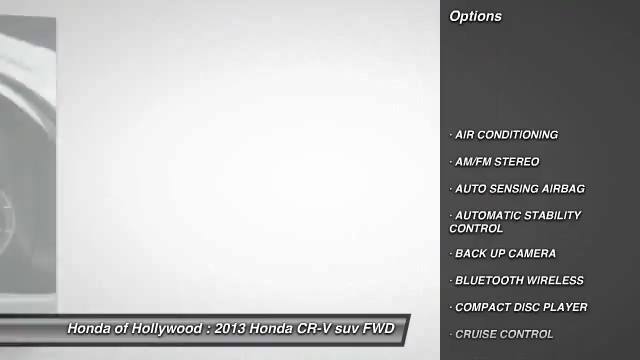 Options
· AIR CONDITIONING
· AM/FM STEREO
· AUTO SENSING AIRBAG
· AUTOMATIC STABILITY
CONTROL
· BACK UP CAMERA
· BLUETOOTH WIRELESS
· COMPACT DISC PLAYER
· CRUISE CONTROL
Honda of Hollywood : 2013 Honda CR-V suv FWD